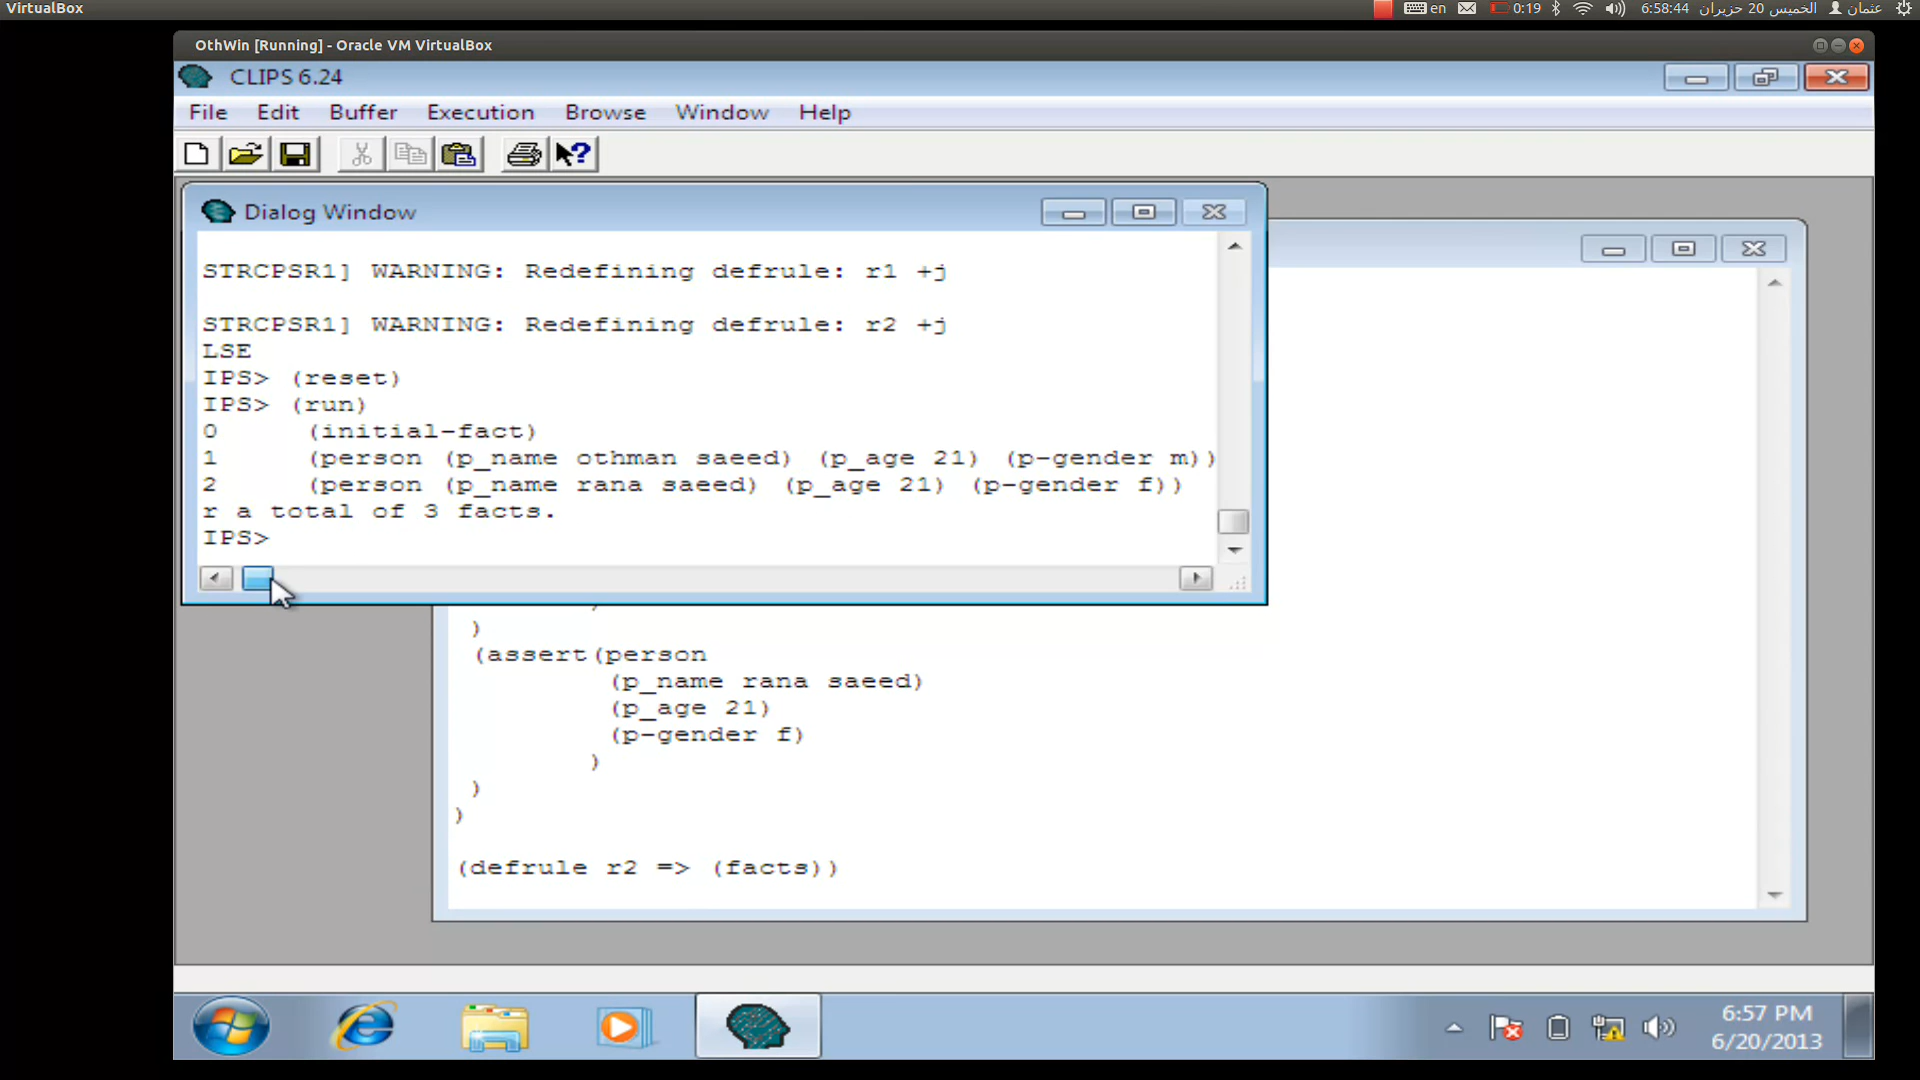 VirtualBox
en
0:19
6:58:44
الخميس 20 حزيران
عثمان
OthWin [Running] - Oracle VM VirtualBox
CLIPS 6.24
File Edit Buffer Execution Browse Window Help
Dialog Window
STRCPSR1] WARNING: Redefining defrule: r1 +j
STRCPSR1] WARNING: Redefining defrule: r2 +j
LSE
IPS> (reset)
IPS> (run)
0 (initial-fact)
1 (person (p_name othman saeed) (p_age 21) (p-gender m))
2 (person (p_name rana saeed) (p_age 21) (p-gender f))
r a total of 3 facts.
IPS>
)
(assert(person
(p_name rana saeed)
(p_age 21)
(p-gender f)
)
)
)
(defrule r2 => (facts))
6:57 PM
6/20/2013